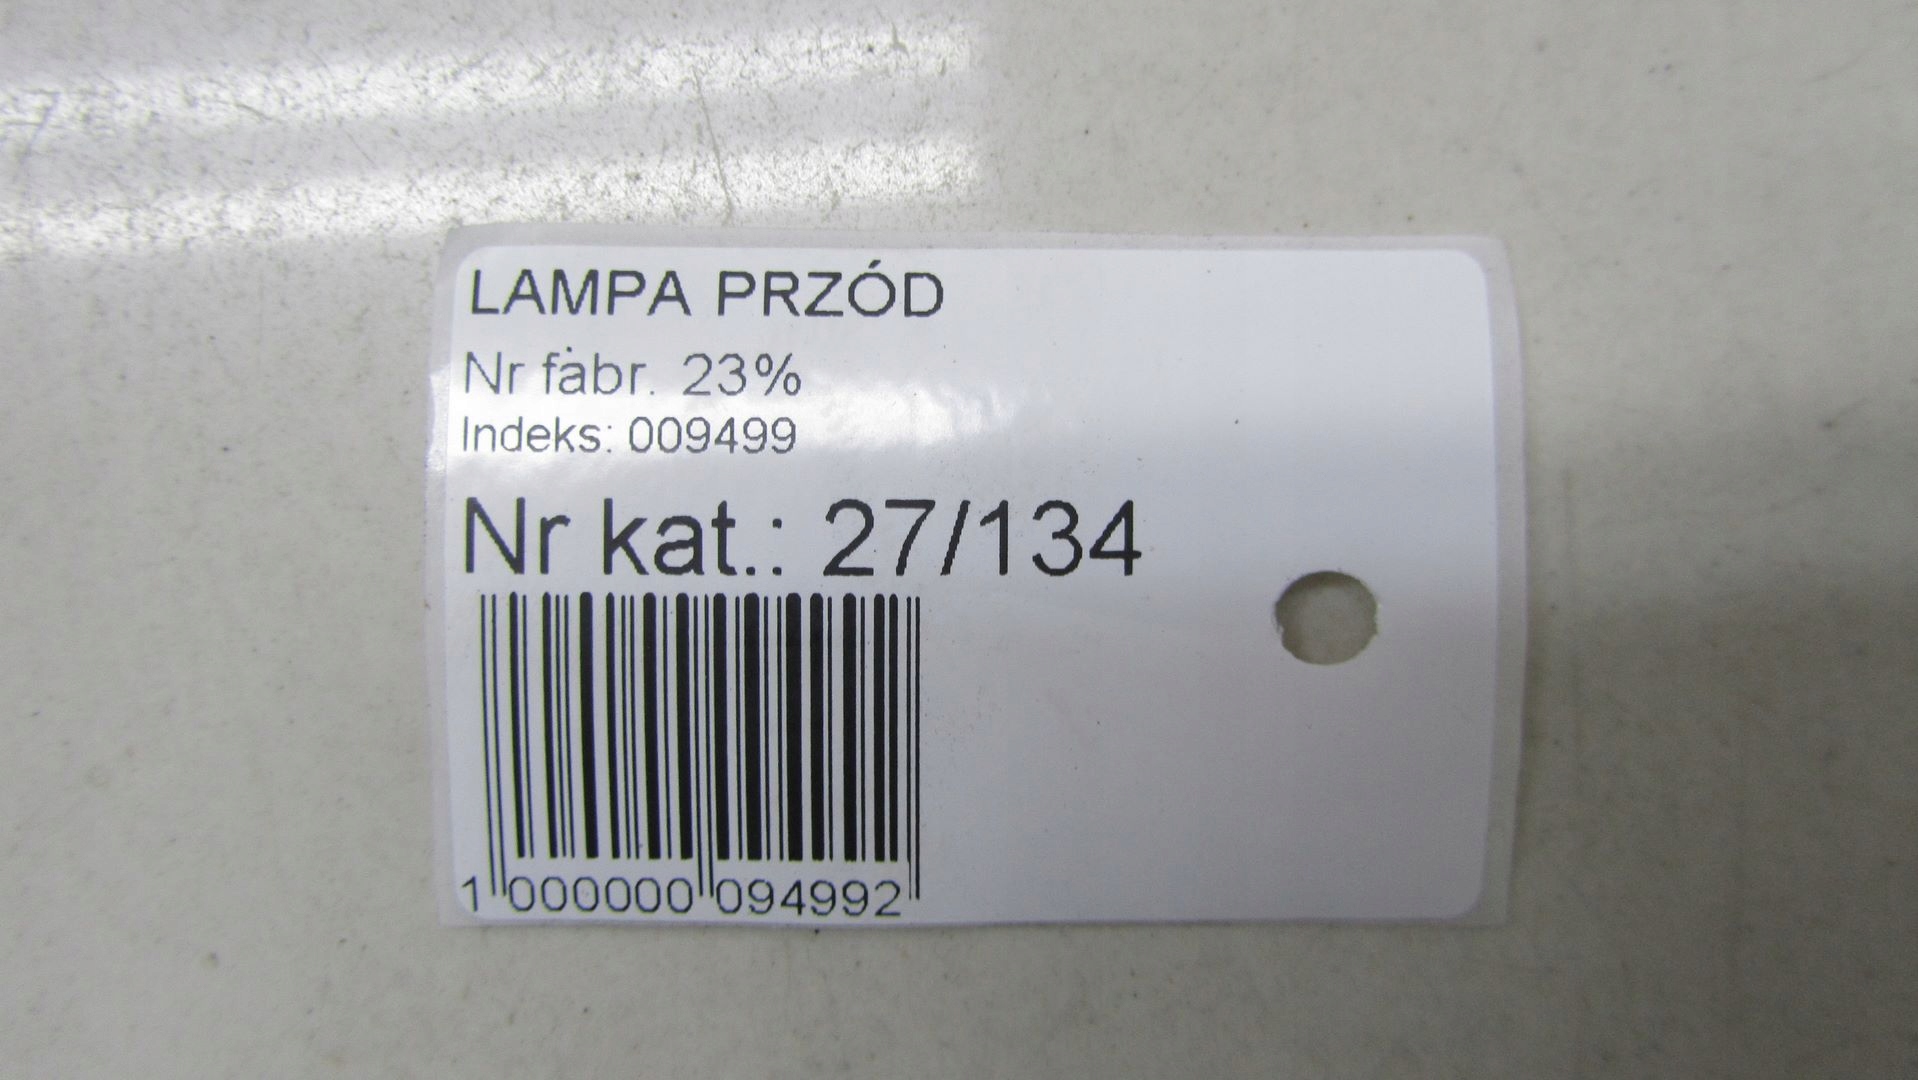 LAMPA PRZÓD
Nr fabr. 23%
Indeks: 009499
Nr kat.: 27/134
1 000000 094992